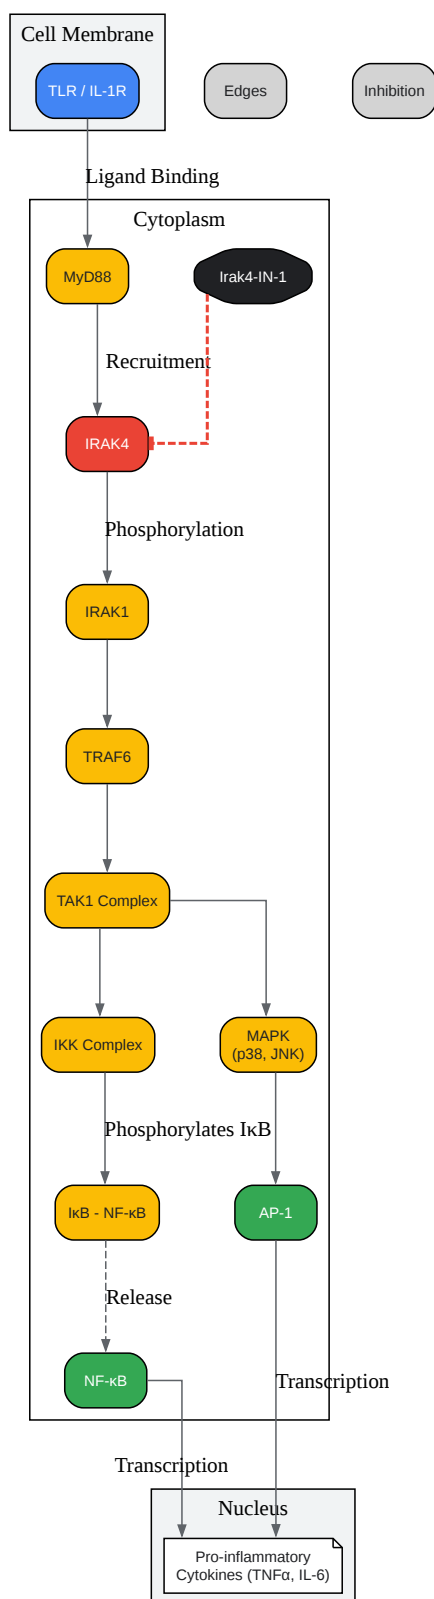 Cell Membrane
TLR / IL-1R
Edges
Inhibition
Ligand Binding
Cytoplasm
MyD88
Irak4-IN-1
Recruitment
IRAK4
Phosphorylation
IRAK1
TRAF6
TAK1 Complex
IKK Complex
MAPK
(p38, JNK)
Phosphorylates IκB
IκB - NF-κB
AP-1
Release
NF-κB
Transcription
Transcription
Nucleus
Pro-inflammatory
Cytokines (TNFα, IL-6)